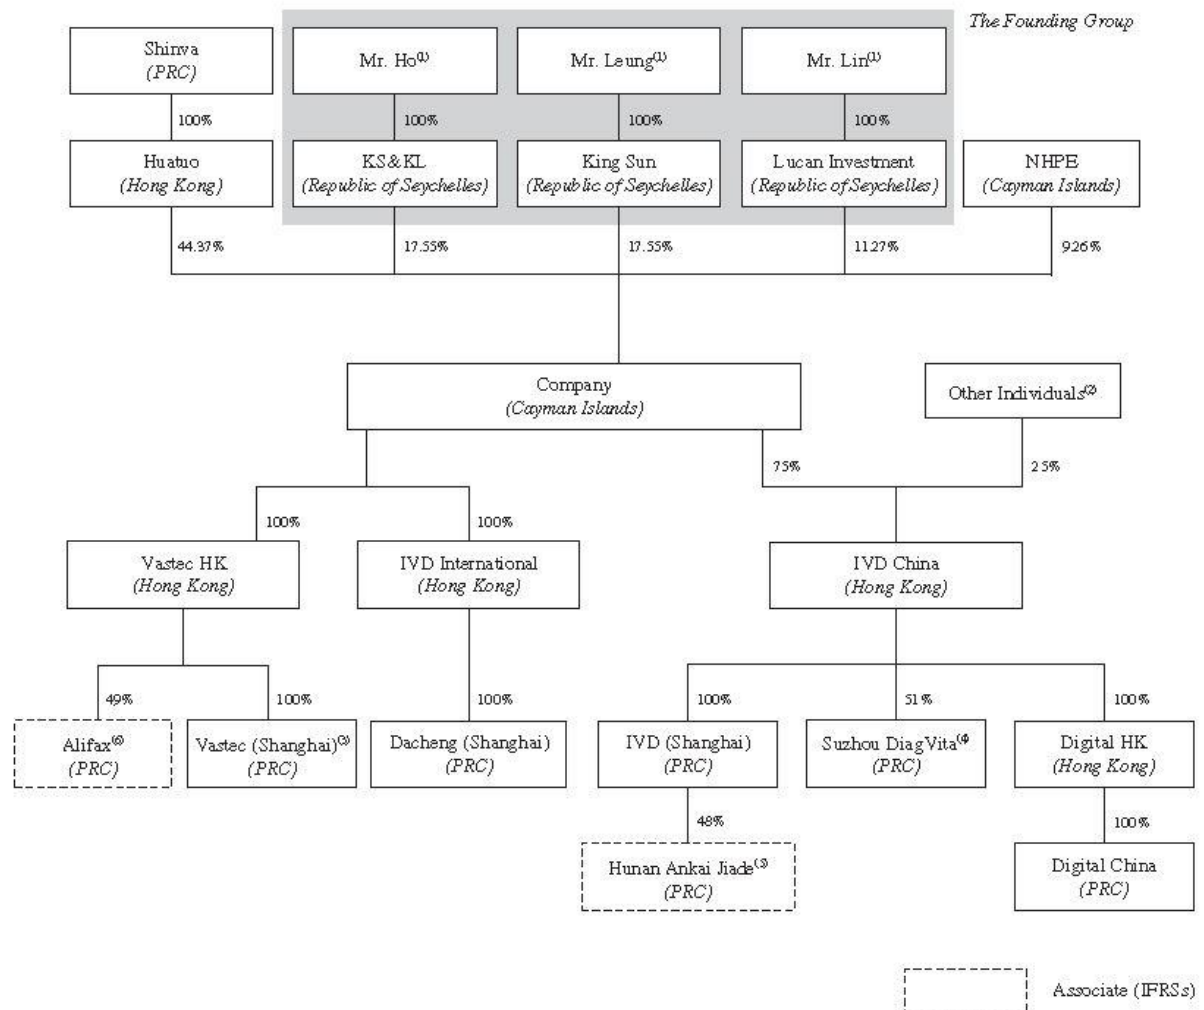 The Founding Group
Shinva
(PRC)
Mr. Ho(1)
Mr. Leung(1)
Mr. Lin(1)
100%
100%
100%
100%
Huatuo
(Hong Kong)
KS&KL
(Republic of Seychelles)
King Sun
(Republic of Seychelles)
Lucan Investment
(Republic of Seychelles)
NHPE
(Cayman Islands)
44.37%
17.55%
17.55%
11.27%
9.26%
Company
(Cayman Islands)
Other Individuals(2)
75%
25%
100%
100%
Vastec HK
(Hong Kong)
IVD International
(Hong Kong)
IVD China
(Hong Kong)
49%
100%
100%
100%
51%
100%
Alifax(6)
(PRC)
Vastec (Shanghai)(3)
(PRC)
Dacheng (Shanghai)
(PRC)
IVD (Shanghai)
(PRC)
Suzhou DiagVita(4)
(PRC)
Digital HK
(Hong Kong)
48%
100%
Hunan Ankai Jiade(5)
(PRC)
Digital China
(PRC)
Associate (IFRSs)